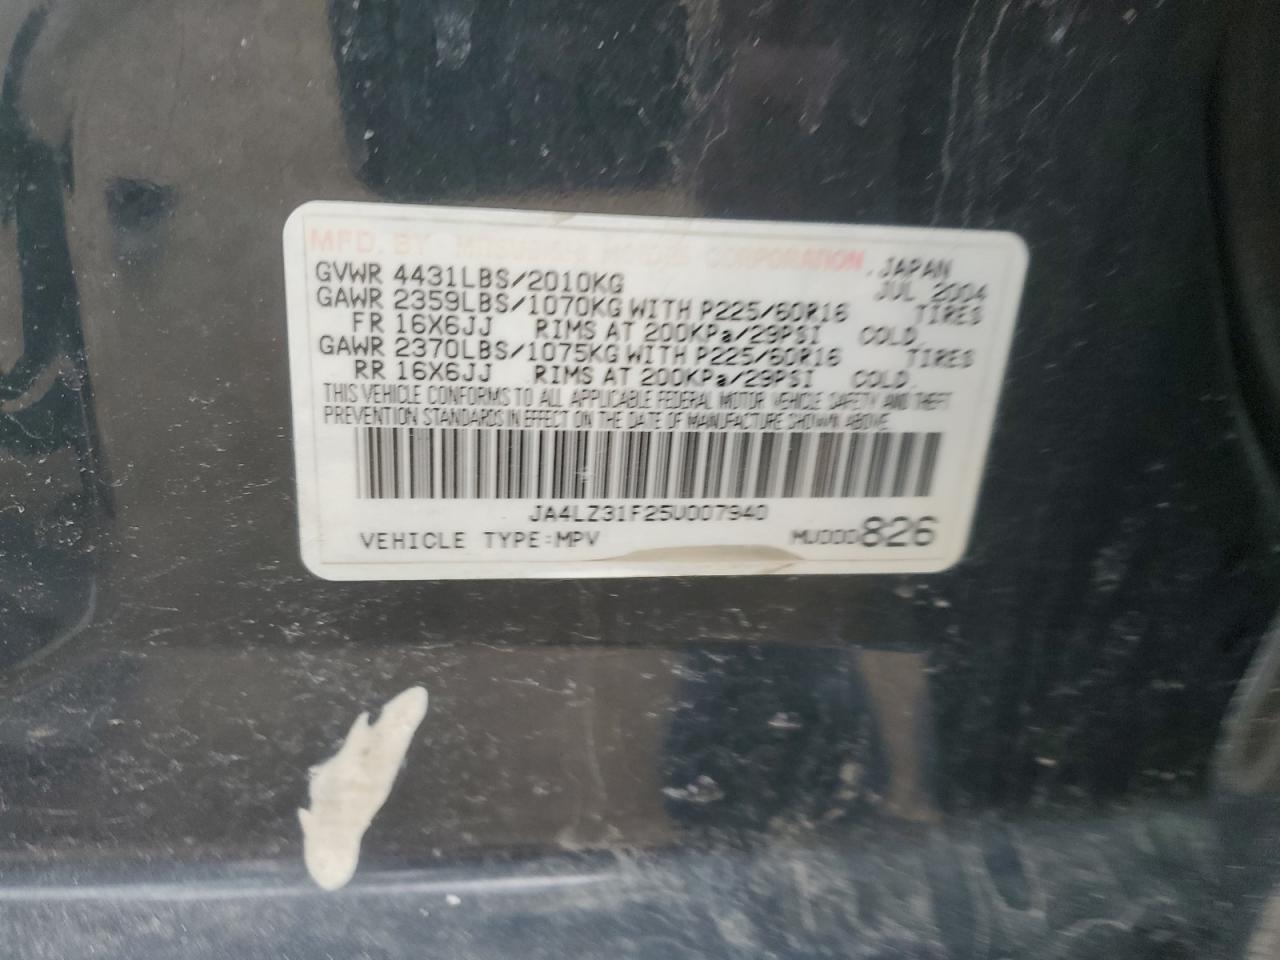 MFD. BY MITSUBISHI MOTORS CORPORATION, JAPAN
GVWR 4431LBS/2010KG JUL 2004
GAWR 2359LBS/1070KG WITH P225/60R16 TIRES
FR 16X6JJ RIMS AT 200KPa/29PSI COLD.
GAWR 2370LBS/1075KG WITH P225/60R16 TIRES
RR 16X6JJ RIMS AT 200KPa/29PSI COLD.
THIS VEHICLE CONFORMS TO ALL APPLICABLE FEDERAL MOTOR VEHICLE SAFETY AND THEFT
PREVENTION STANDARDS IN EFFECT ON THE DATE OF MANUFACTURE SHOWN ABOVE
JA4LZ31F25U007940
VEHICLE TYPE:MPV MU000826